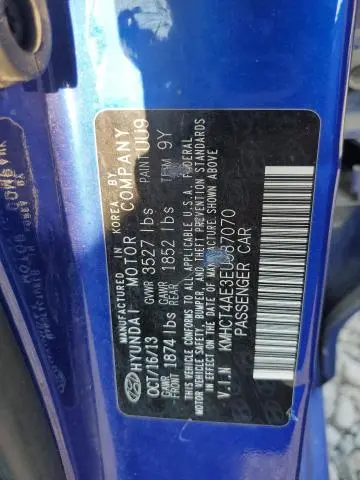 MANUFACTURED IN KOREA BY
HYUNDAI MOTOR COMPANY
OCT/16/13 GVWR 3527 lbs PAINT UU9
GAWR FRONT 1874 lbs GAWR REAR 1852 lbs TRIM 9Y
THIS VEHICLE CONFORMS TO ALL APPLICABLE U.S.A. FEDERAL
MOTOR VEHICLE SAFETY, BUMPER, AND THEFT PREVENTION STANDARDS
IN EFFECT ON THE DATE OF MANUFACTURE SHOWN ABOVE
V.I.N KMHCT4AE3EU587070
PASSENGER CAR